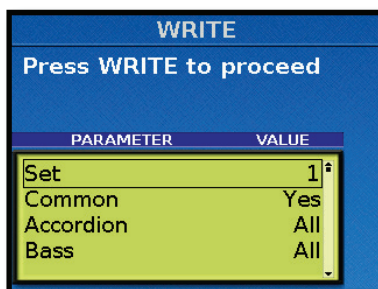 WRITE
Press WRITE to proceed
PARAMETER VALUE
Set 1
Common Yes
Accordion All
Bass All